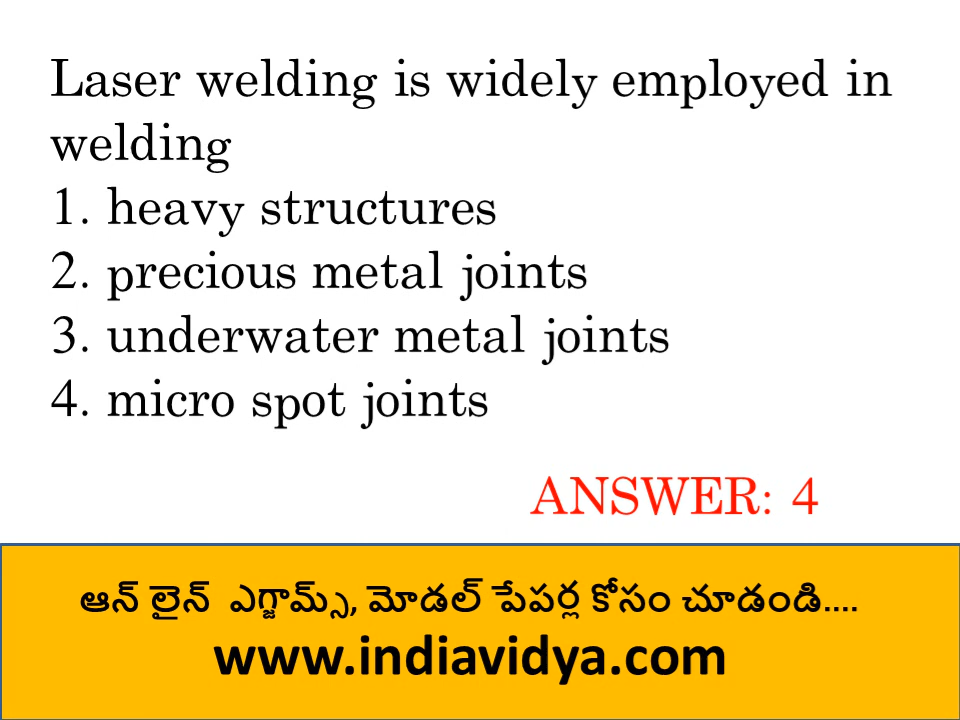 Laser welding is widely employed in
welding
1. heavy structures
2. precious metal joints
3. underwater metal joints
4. micro spot joints
ANSWER: 4
ఆన్ లైన్ ఎగ్జామ్స్, మోడల్ పేపర్ల కోసం చూడండి....
www.indiavidya.com